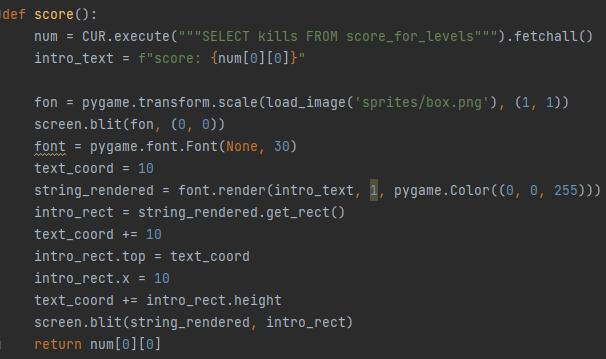 def score():
    num = CUR.execute("""SELECT kills FROM score_for_levels""").fetchall()
    intro_text = f"score: {num[0][0]}"

    fon = pygame.transform.scale(load_image('sprites/box.png'), (1, 1))
    screen.blit(fon, (0, 0))
    font = pygame.font.Font(None, 30)
    text_coord = 10
    string_rendered = font.render(intro_text, 1, pygame.Color((0, 0, 255)))
    intro_rect = string_rendered.get_rect()
    text_coord += 10
    intro_rect.top = text_coord
    intro_rect.x = 10
    text_coord += intro_rect.height
    screen.blit(string_rendered, intro_rect)
    return num[0][0]